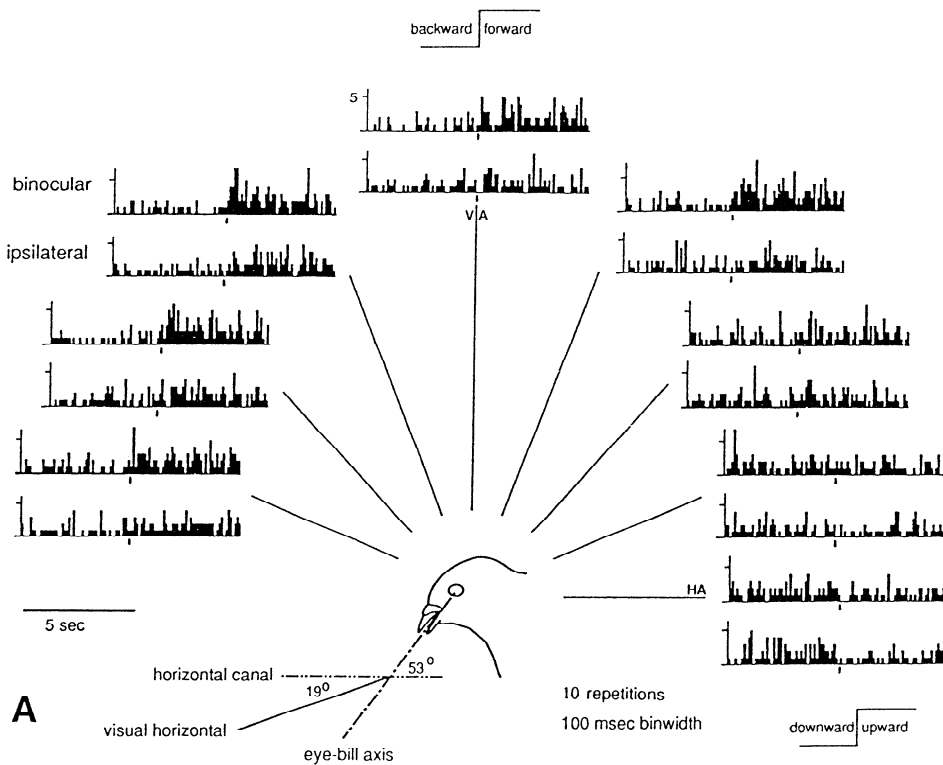 backward forward
5
binocular
ipsilateral
VA
HA
5 sec
53°
horizontal canal
19°
10 repetitions
A
visual horizontal
100 msec binwidth
downward upward
eye-bill axis